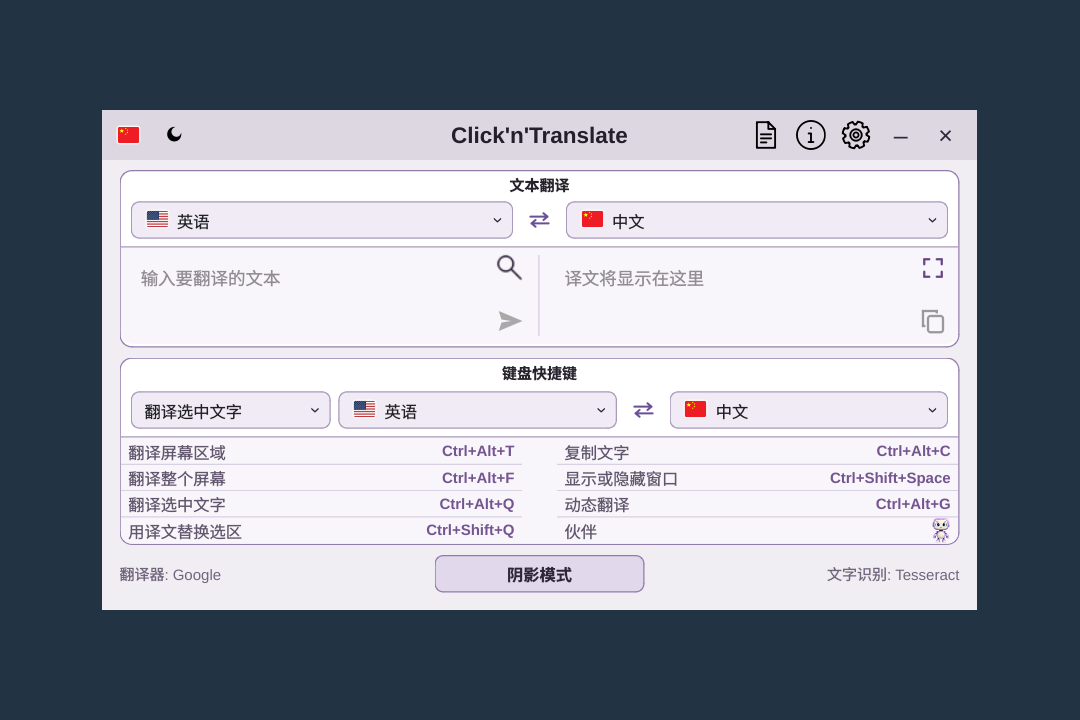 Click'n'Translate
文本翻译
英语
中文
输入要翻译的文本
译文将显示在这里
键盘快捷键
翻译选中文字
英语
中文
翻译屏幕区域 Ctrl+Alt+T
复制文字 Ctrl+Alt+C
翻译整个屏幕 Ctrl+Alt+F
显示或隐藏窗口 Ctrl+Shift+Space
翻译选中文字 Ctrl+Alt+Q
动态翻译 Ctrl+Alt+G
用译文替换选区 Ctrl+Shift+Q
伙伴
翻译器: Google
阴影模式
文字识别: Tesseract